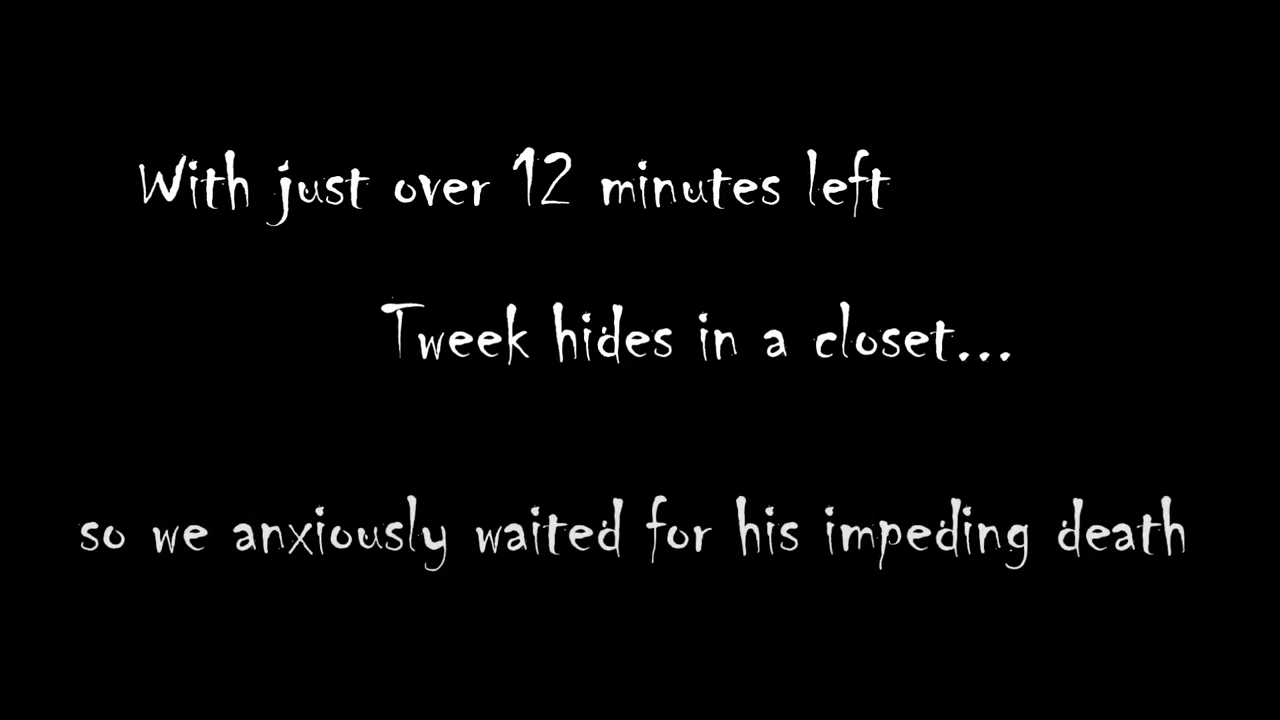 With just over 12 minutes left
Tweek hides in a closet...
so we anxiously waited for his impeding death